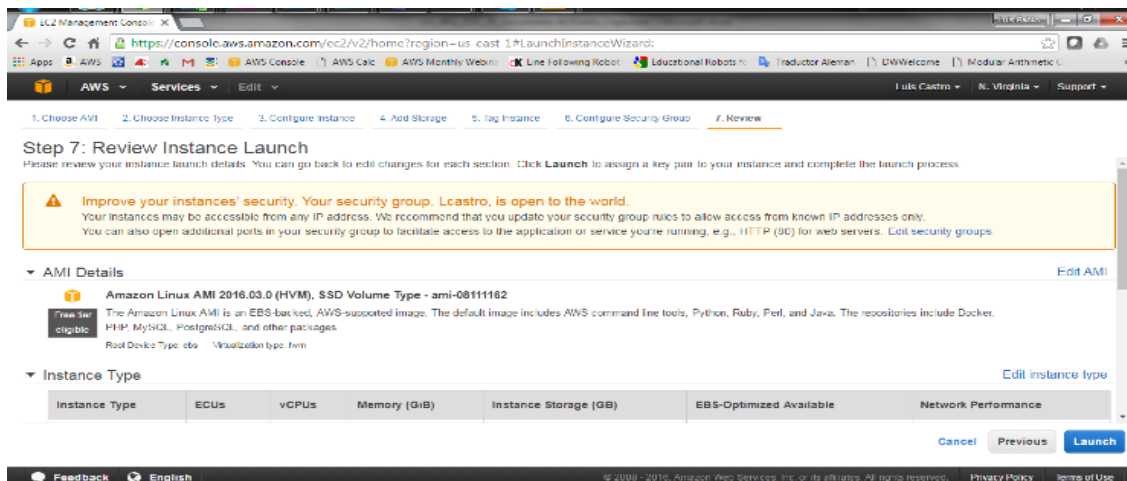 EC2 Management Console
https://console.aws.amazon.com/ec2/v2/home?region=us-east-1#LaunchInstanceWizard:
Apps AWS AWS Console AWS Calc AWS Monthly Webina Line Following Robot Educational Robots fo Traductor Aleman DWWelcome Modular Arithmetic
AWS Services Edit Luis Castro N. Virginia Support
1. Choose AMI 2. Choose Instance Type 3. Configure Instance 4. Add Storage 5. Tag Instance 6. Configure Security Group 7. Review
Step 7: Review Instance Launch
Please review your instance launch details. You can go back to edit changes for each section. Click Launch to assign a key pair to your instance and complete the launch process.
Improve your instances' security. Your security group, Lcastro, is open to the world.
Your instances may be accessible from any IP address. We recommend that you update your security group rules to allow access from known IP addresses only.
You can also open additional ports in your security group to facilitate access to the application or service you're running, e.g., HTTP (80) for web servers. Edit security groups
AMI Details Edit AMI
Amazon Linux AMI 2016.03.0 (HVM), SSD Volume Type - ami-08111162
Free tier eligible
The Amazon Linux AMI is an EBS-backed, AWS-supported image. The default image includes AWS command line tools, Python, Ruby, Perl, and Java. The repositories include Docker,
PHP, MySQL, PostgreSQL, and other packages.
Root Device Type: ebs Virtualization type: hvm
Instance Type Edit instance type
Instance Type ECUs vCPUs Memory (GiB) Instance Storage (GB) EBS-Optimized Available Network Performance
Cancel Previous Launch
Feedback English © 2008 - 2016, Amazon Web Services, Inc. or its affiliates. All rights reserved. Privacy Policy Terms of Use